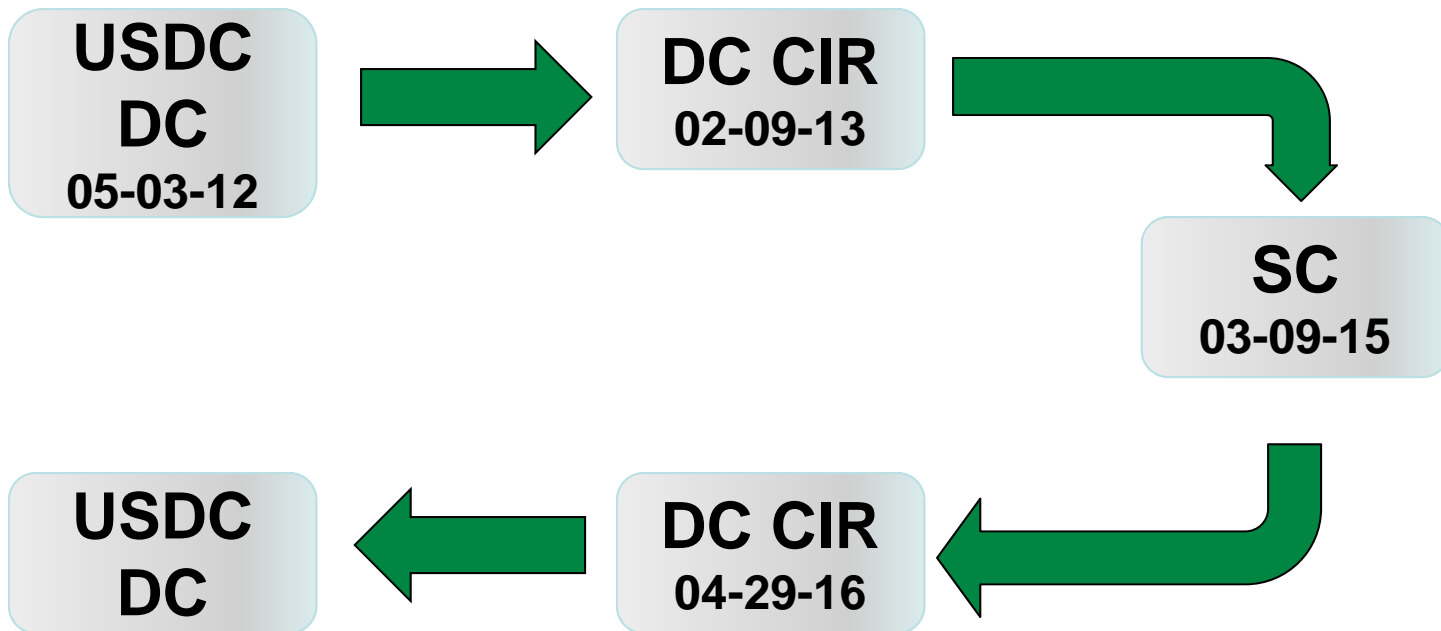 USDC
DC
05-03-12
DC CIR
02-09-13
SC
03-09-15
DC CIR
04-29-16
USDC
DC